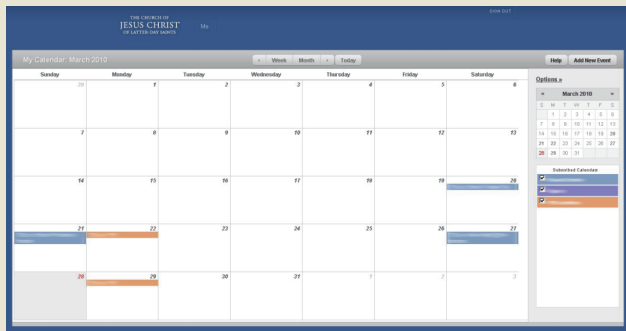 SIGN OUT
THE CHURCH OF
JESUS CHRIST
OF LATTER-DAY SAINTS
Me
My Calendar, March 2010
‹ Week Month › Today
Help Add New Event
Sunday Monday Tuesday Wednesday Thursday Friday Saturday
28 1 2 3 4 5 6
7 8 9 10 11 12 13
14 15 16 17 18 19 20
21 22 23 24 25 26 27
28 29 30 31 1 2 3
Options »
« March 2010 »
S M T W T F S
1 2 3 4 5 6
7 8 9 10 11 12 13
14 15 16 17 18 19 20
21 22 23 24 25 26 27
28 29 30 31
Submitted Calendar